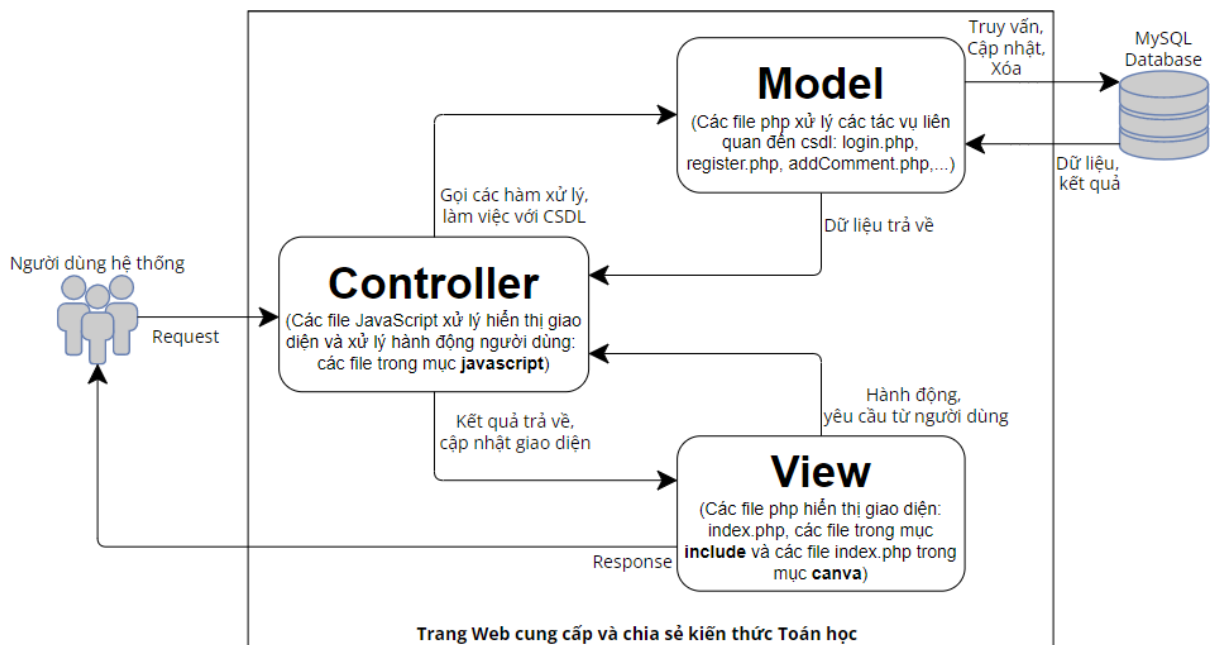 Truy vấn,
Cập nhật,
Xóa
MySQL
Database
Model
(Các file php xử lý các tác vụ liên
quan đến csdl: login.php,
register.php, addComment.php,...)
Dữ liệu,
kết quả
Gọi các hàm xử lý,
làm việc với CSDL
Dữ liệu trả về
Người dùng hệ thống
Request
Controller
(Các file JavaScript xử lý hiển thị giao
diện và xử lý hành động người dùng:
các file trong mục javascript)
Kết quả trả về,
cập nhật giao diện
Hành động,
yêu cầu từ người dùng
View
(Các file php hiển thị giao diện:
index.php, các file trong mục
include và các file index.php trong
mục canva)
Response
Trang Web cung cấp và chia sẻ kiến thức Toán học